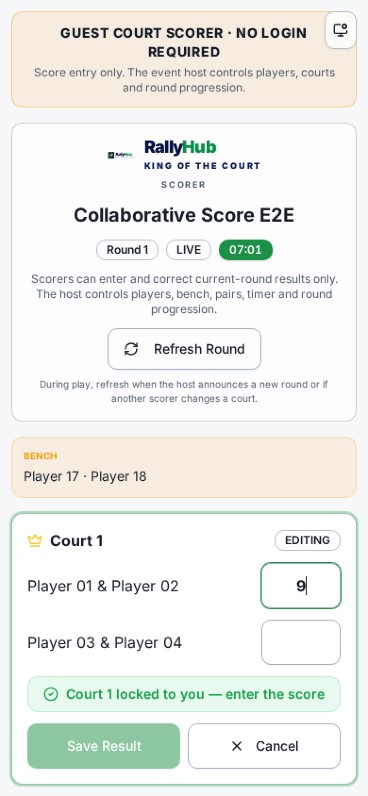 GUEST COURT SCORER · NO LOGIN
REQUIRED
Score entry only. The event host controls players, courts
and round progression.
RallyHub
RallyHub
KING OF THE COURT
SCORER
Collaborative Score E2E
Round 1
LIVE
07:01
Scorers can enter and correct current-round results only.
The host controls players, bench, pairs, timer and round
progression.
Refresh Round
During play, refresh when the host announces a new round or if
another scorer changes a court.
BENCH
Player 17 · Player 18
Court 1
EDITING
Player 01 & Player 02
9
Player 03 & Player 04
Court 1 locked to you — enter the score
Save Result
Cancel